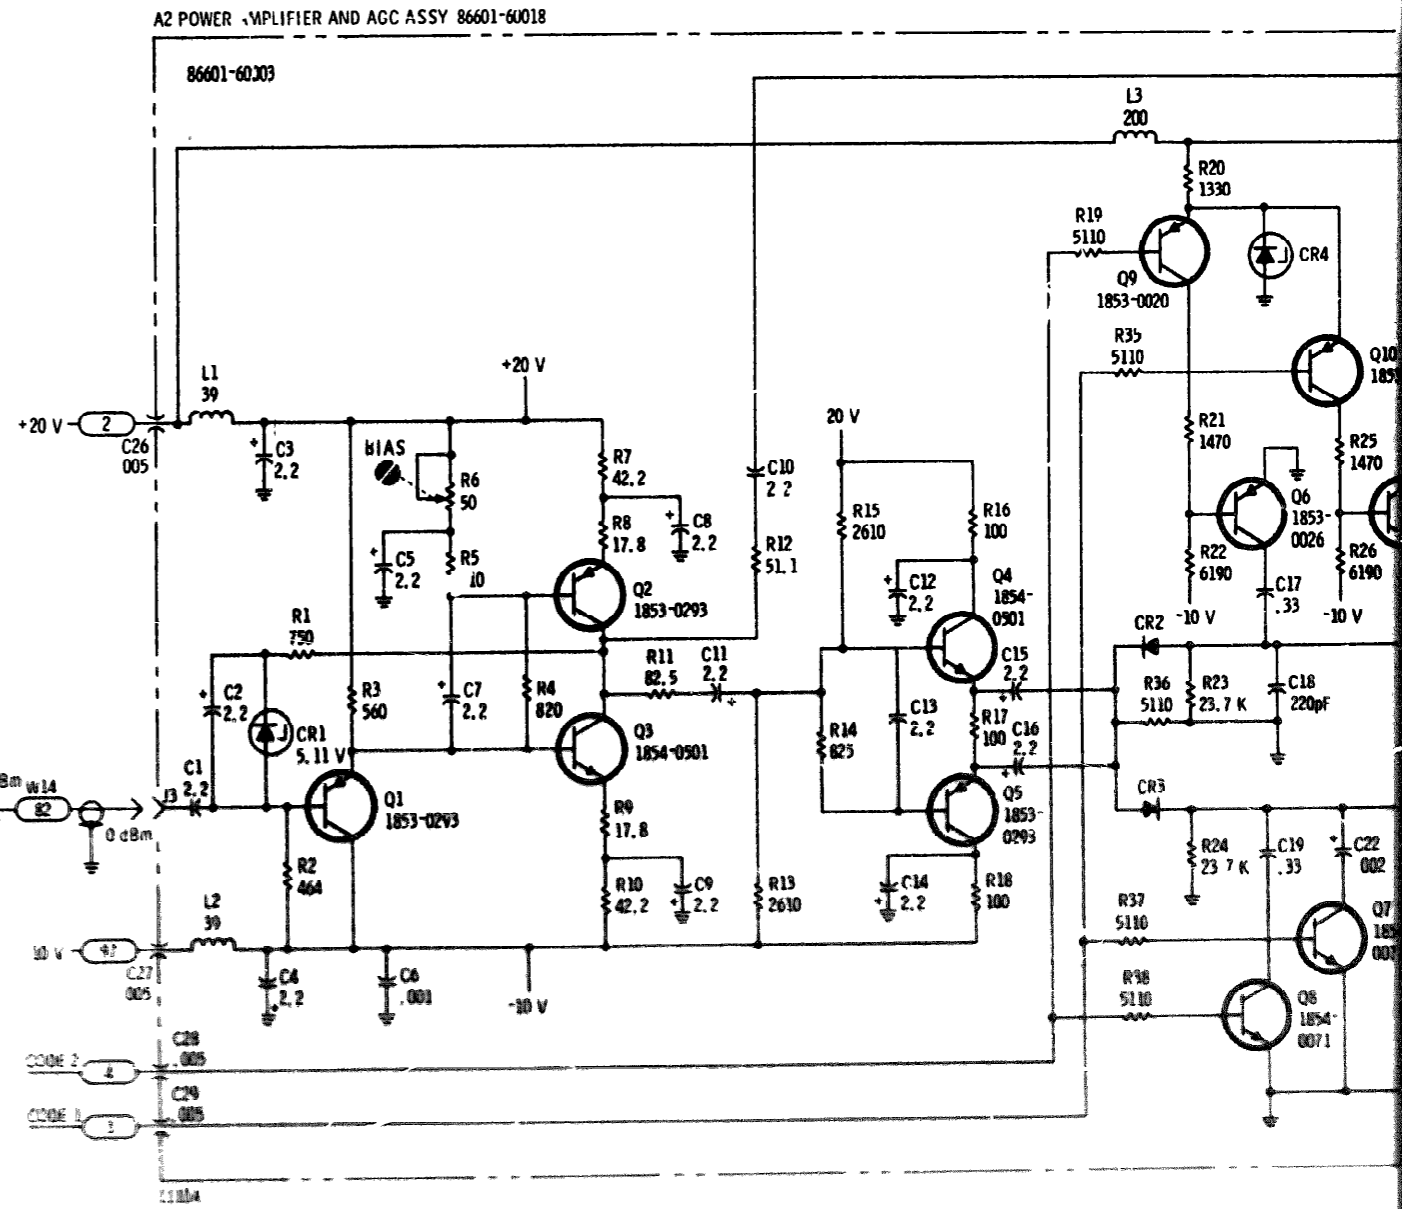 A2 POWER AMPLIFIER AND AGC ASSY 86601-60018
86601-60303
L3
200
R20
1330
R19
5110
CR4
Q9
1853-0020
R35
5110
Q10
+20 V
L1
39
+20 V
2
C26
005
C3
2.2
BIAS
R6
50
R7
42.2
20 V
C10
2 2
R21
1470
R25
1470
R8
17.8
C8
2.2
R15
2610
R16
100
Q6
1853-
0026
C5
2.2
R5
10
R12
51.1
R22
6190
R26
6190
Q2
1853-0293
C12
2.2
Q4
1854-
0501
C17
.33
-10 V
-10 V
R1
750
CR2
R11
82.5
C11
2.2
C15
2.2
C2
2.2
R3
560
C7
2.2
R4
820
R36
5110
R23
23.7 K
C18
220pF
CR1
5.11 V
Q3
1854-0501
R14
825
C13
2.2
R17
100
C16
2.2
W14
82
C1
2.2
J3
0 dBm
Q1
1853-0293
Q5
1853-
0293
CR3
R9
17.8
R2
464
R24
23 7 K
C19
.33
C22
002
R10
42.2
C9
2.2
R13
2610
C14
2.2
R18
100
L2
39
R37
5110
Q7
10 V
C27
005
C4
2.2
C6
.001
-10 V
R38
5110
Q8
1854-
0071
CODE 2
4
C28
.005
CODE 1
3
C29
.005